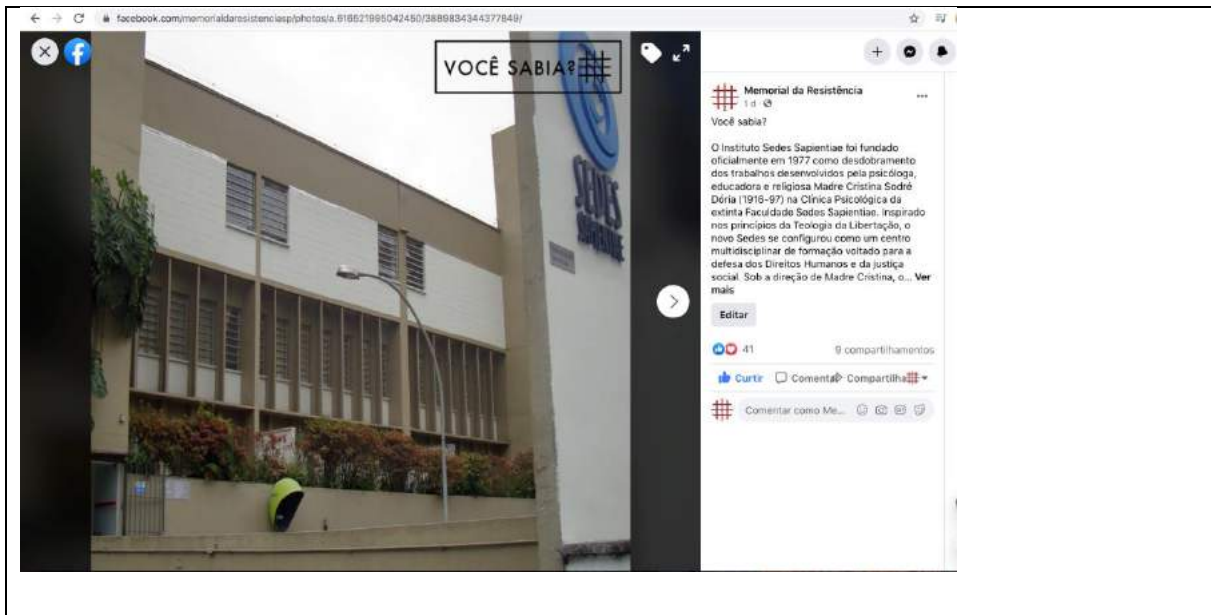 facebook.com/memorialdaresistenciasp/photos/a.616621995042450/3889834344377849/
VOCÊ SABIA?
SEDES
SAPIENTIAE
Memorial da Resistência
1 d
Você sabia?
O Instituto Sedes Sapientiae foi fundado
oficialmente em 1977 como desdobramento
dos trabalhos desenvolvidos pela psicóloga,
educadora e religiosa Madre Cristina Sodré
Dória (1916-97) na Clínica Psicológica da
extinta Faculdade Sedes Sapientiae. Inspirado
nos princípios da Teologia da Libertação, o
novo Sedes se configurou como um centro
multidisciplinar de formação voltado para a
defesa dos Direitos Humanos e da justiça
social. Sob a direção de Madre Cristina, o... Ver
mais
Editar
41 9 compartilhamentos
Curtir Comenta Compartilha
Comentar como Me...